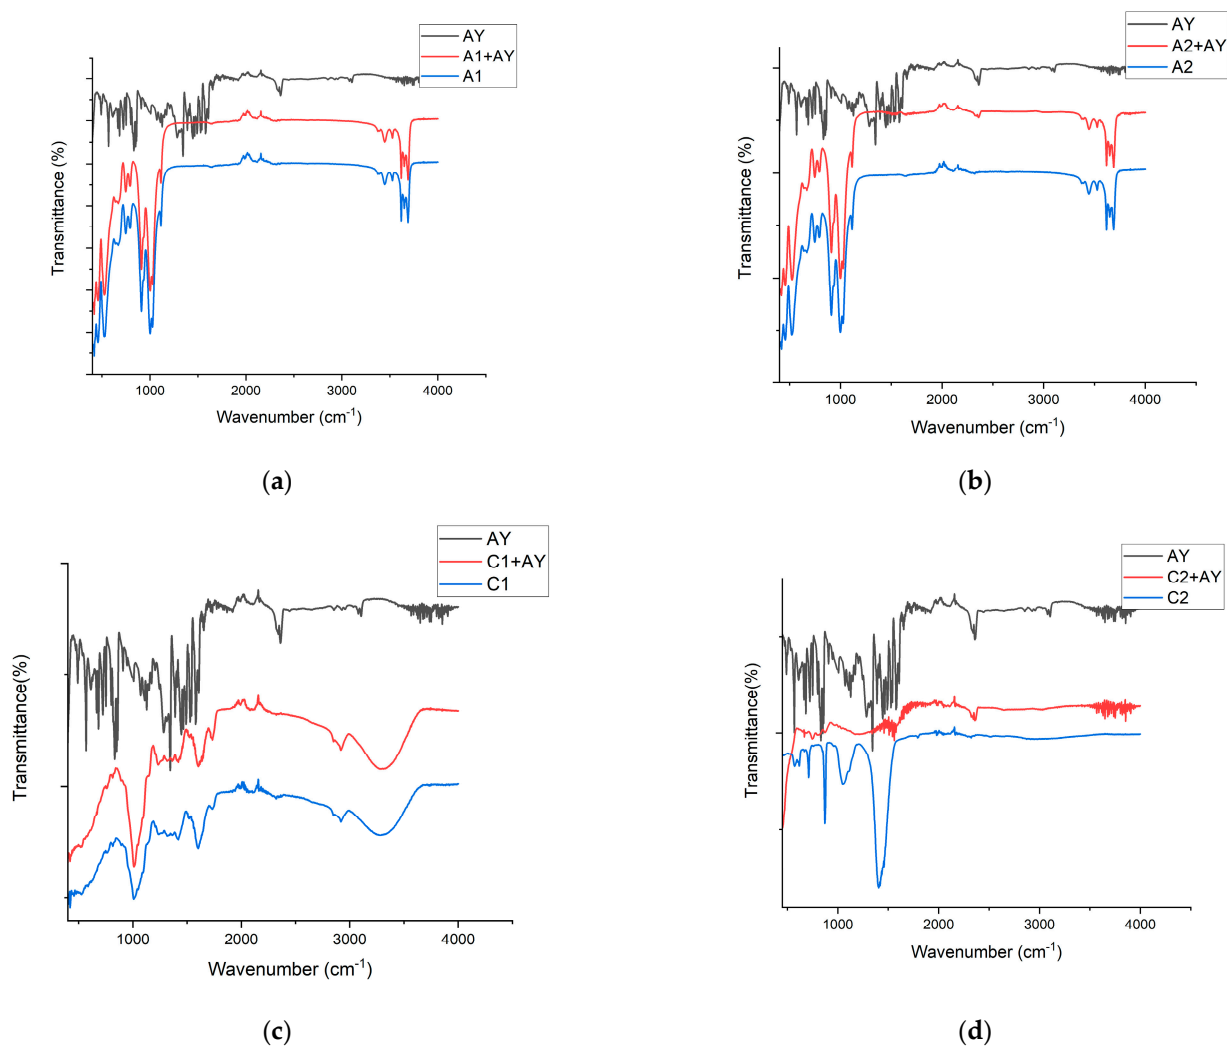 AY
A1+AY
A1
Transmittance (%)
1000 2000 3000 4000
Wavenumber (cm-1)
(a)
AY
A2+AY
A2
Transmittance (%)
1000 2000 3000 4000
Wavenumber (cm-1)
(b)
AY
C1+AY
C1
Transmittance(%)
1000 2000 3000 4000
Wavenumber (cm-1)
(c)
AY
C2+AY
C2
Transmittance(%)
1000 2000 3000 4000
Wavenumber (cm-1)
(d)